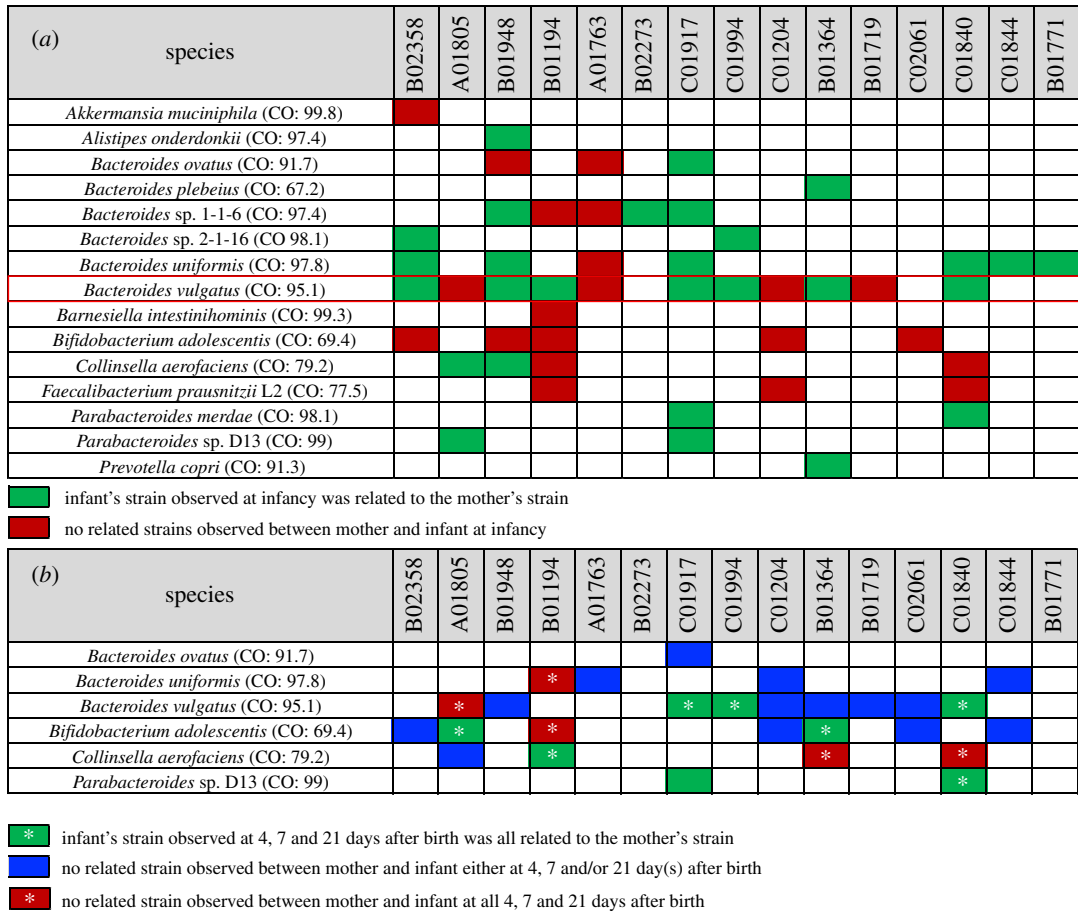 (a)
species
B02358
A01805
B01948
B01194
A01763
B02273
C01917
C01994
C01204
B01364
B01719
C02061
C01840
C01844
B01771
Akkermansia muciniphila (CO: 99.8)
Alistipes onderdonkii (CO: 97.4)
Bacteroides ovatus (CO: 91.7)
Bacteroides plebeius (CO: 67.2)
Bacteroides sp. 1-1-6 (CO: 97.4)
Bacteroides sp. 2-1-16 (CO 98.1)
Bacteroides uniformis (CO: 97.8)
Bacteroides vulgatus (CO: 95.1)
Barnesiella intestinihominis (CO: 99.3)
Bifidobacterium adolescentis (CO: 69.4)
Collinsella aerofaciens (CO: 79.2)
Faecalibacterium prausnitzii L2 (CO: 77.5)
Parabacteroides merdae (CO: 98.1)
Parabacteroides sp. D13 (CO: 99)
Prevotella copri (CO: 91.3)
infant's strain observed at infancy was related to the mother's strain
no related strains observed between mother and infant at infancy
(b)
species
B02358
A01805
B01948
B01194
A01763
B02273
C01917
C01994
C01204
B01364
B01719
C02061
C01840
C01844
B01771
Bacteroides ovatus (CO: 91.7)
Bacteroides uniformis (CO: 97.8) *
Bacteroides vulgatus (CO: 95.1) * * * *
Bifidobacterium adolescentis (CO: 69.4) * * *
Collinsella aerofaciens (CO: 79.2) * * *
Parabacteroides sp. D13 (CO: 99) *
* infant's strain observed at 4, 7 and 21 days after birth was all related to the mother's strain
no related strain observed between mother and infant either at 4, 7 and/or 21 day(s) after birth
* no related strain observed between mother and infant at all 4, 7 and 21 days after birth